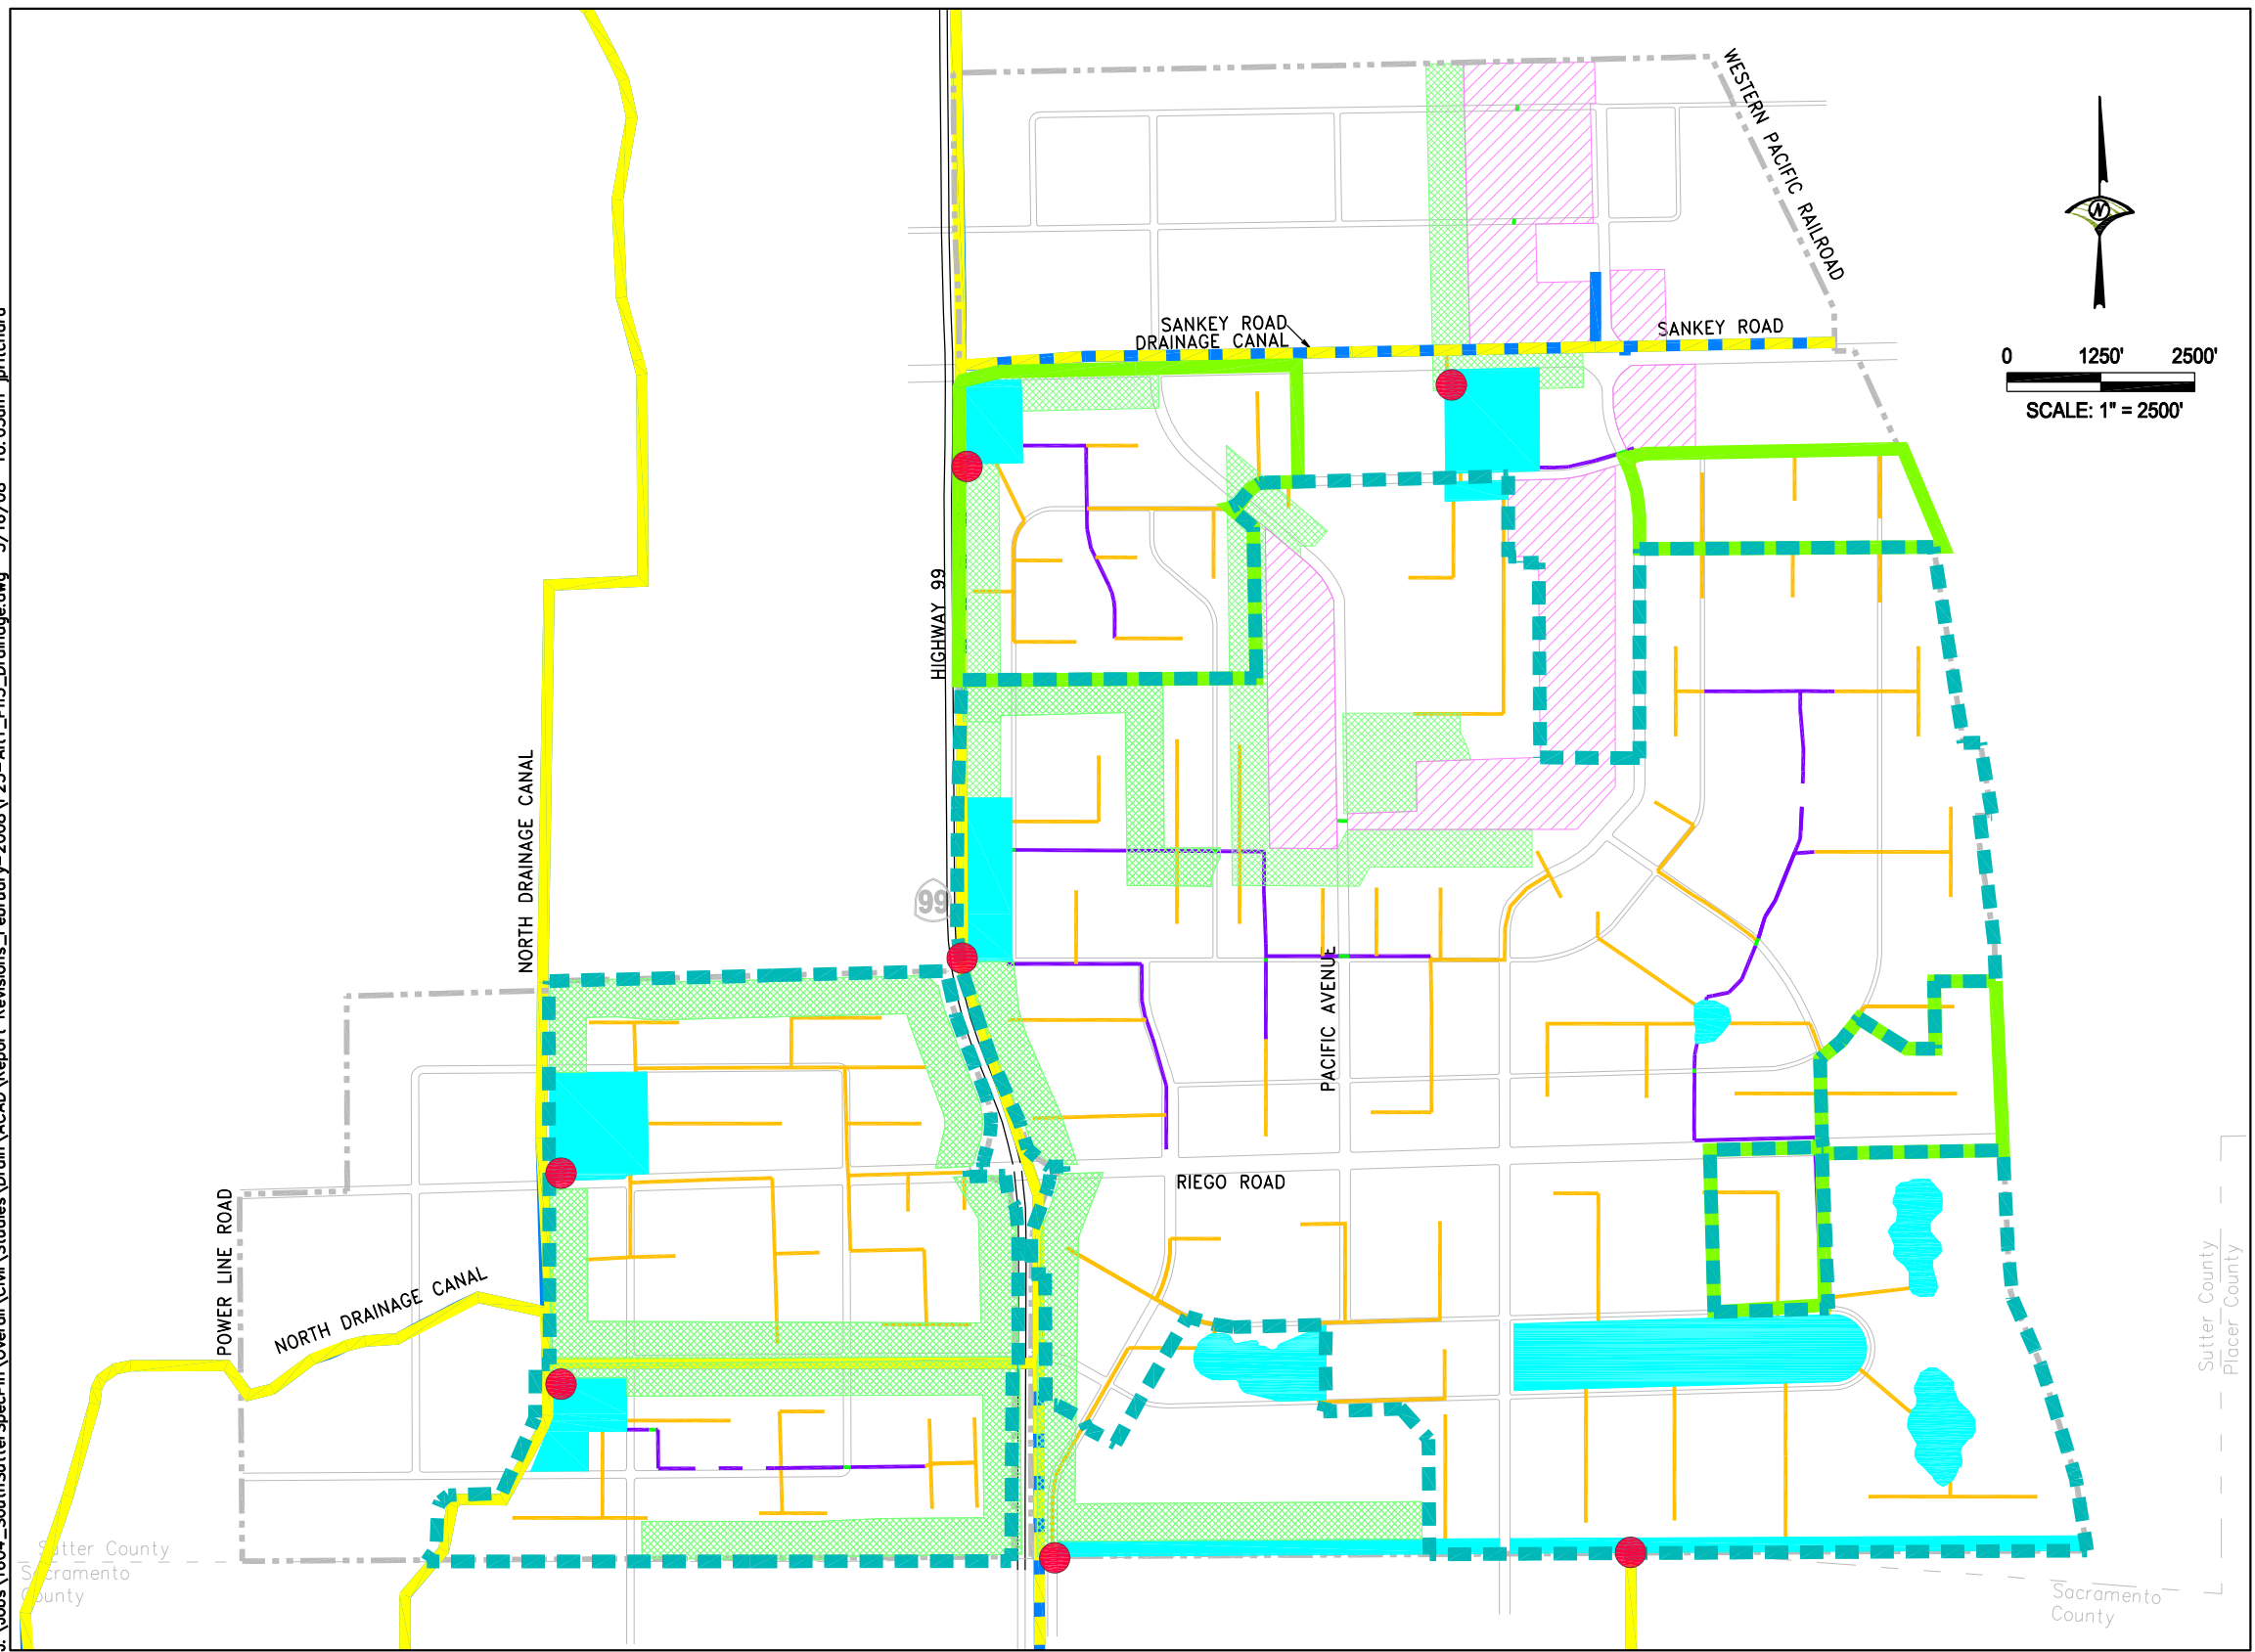 WESTERN PACIFIC RAILROAD
N
SANKEY ROAD
DRAINAGE CANAL
SANKEY ROAD
0 1250' 2500'
SCALE: 1" = 2500'
HIGHWAY 99
NORTH DRAINAGE CANAL
99
PACIFIC AVENUE
RIEGO ROAD
POWER LINE ROAD
NORTH DRAINAGE CANAL
Sutter County
Placer County
Sutter County
Sacramento
County
Sacramento
County